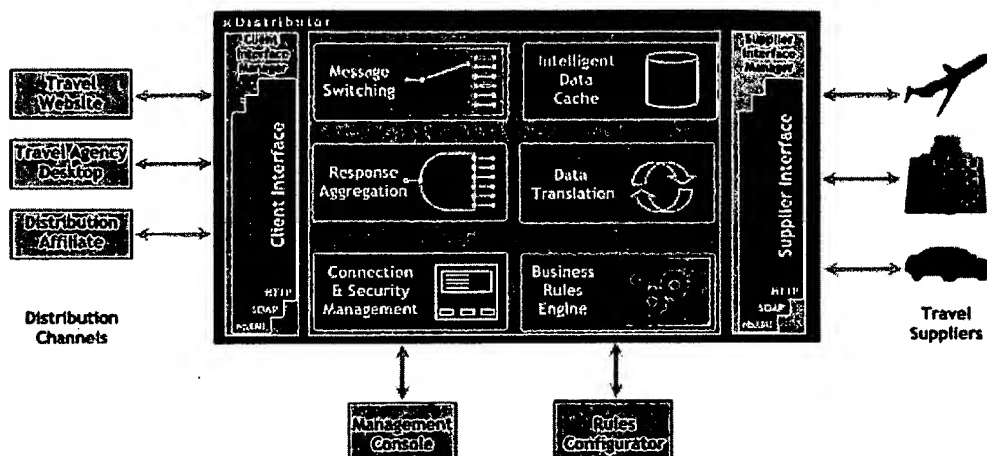 xDistributor
Client
Interface
Manager
Message
Switching
Intelligent
Data
Cache
Supplier
Interface
Manager
Travel
Website
Travel Agency
Desktop
Distribution
Affiliate
Distribution
Channels
Client Interface
HTTP
SOAP
Response
Aggregation
Data
Translation
Connection
& Security
Management
Business
Rules
Engine
Supplier Interface
HTTP
SOAP
Travel
Suppliers
Management
Console
Rules
Configurator